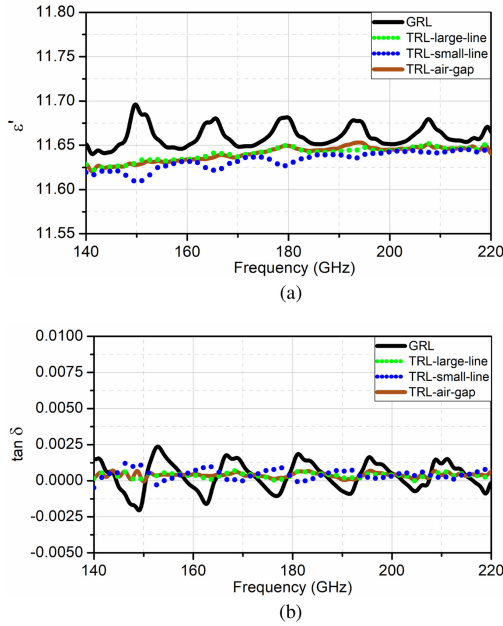 (a)
11.80
11.75
11.70
11.65
11.60
11.55
ε'
GRL
TRL-large-line
TRL-small-line
TRL-air-gap
140 160 180 200 220
Frequency (GHz)
(a)
0.0100
0.0075
0.0050
0.0025
0.0000
-0.0025
-0.0050
tan δ
GRL
TRL-large-line
TRL-small-line
TRL-air-gap
140 160 180 200 220
Frequency (GHz)
(b)